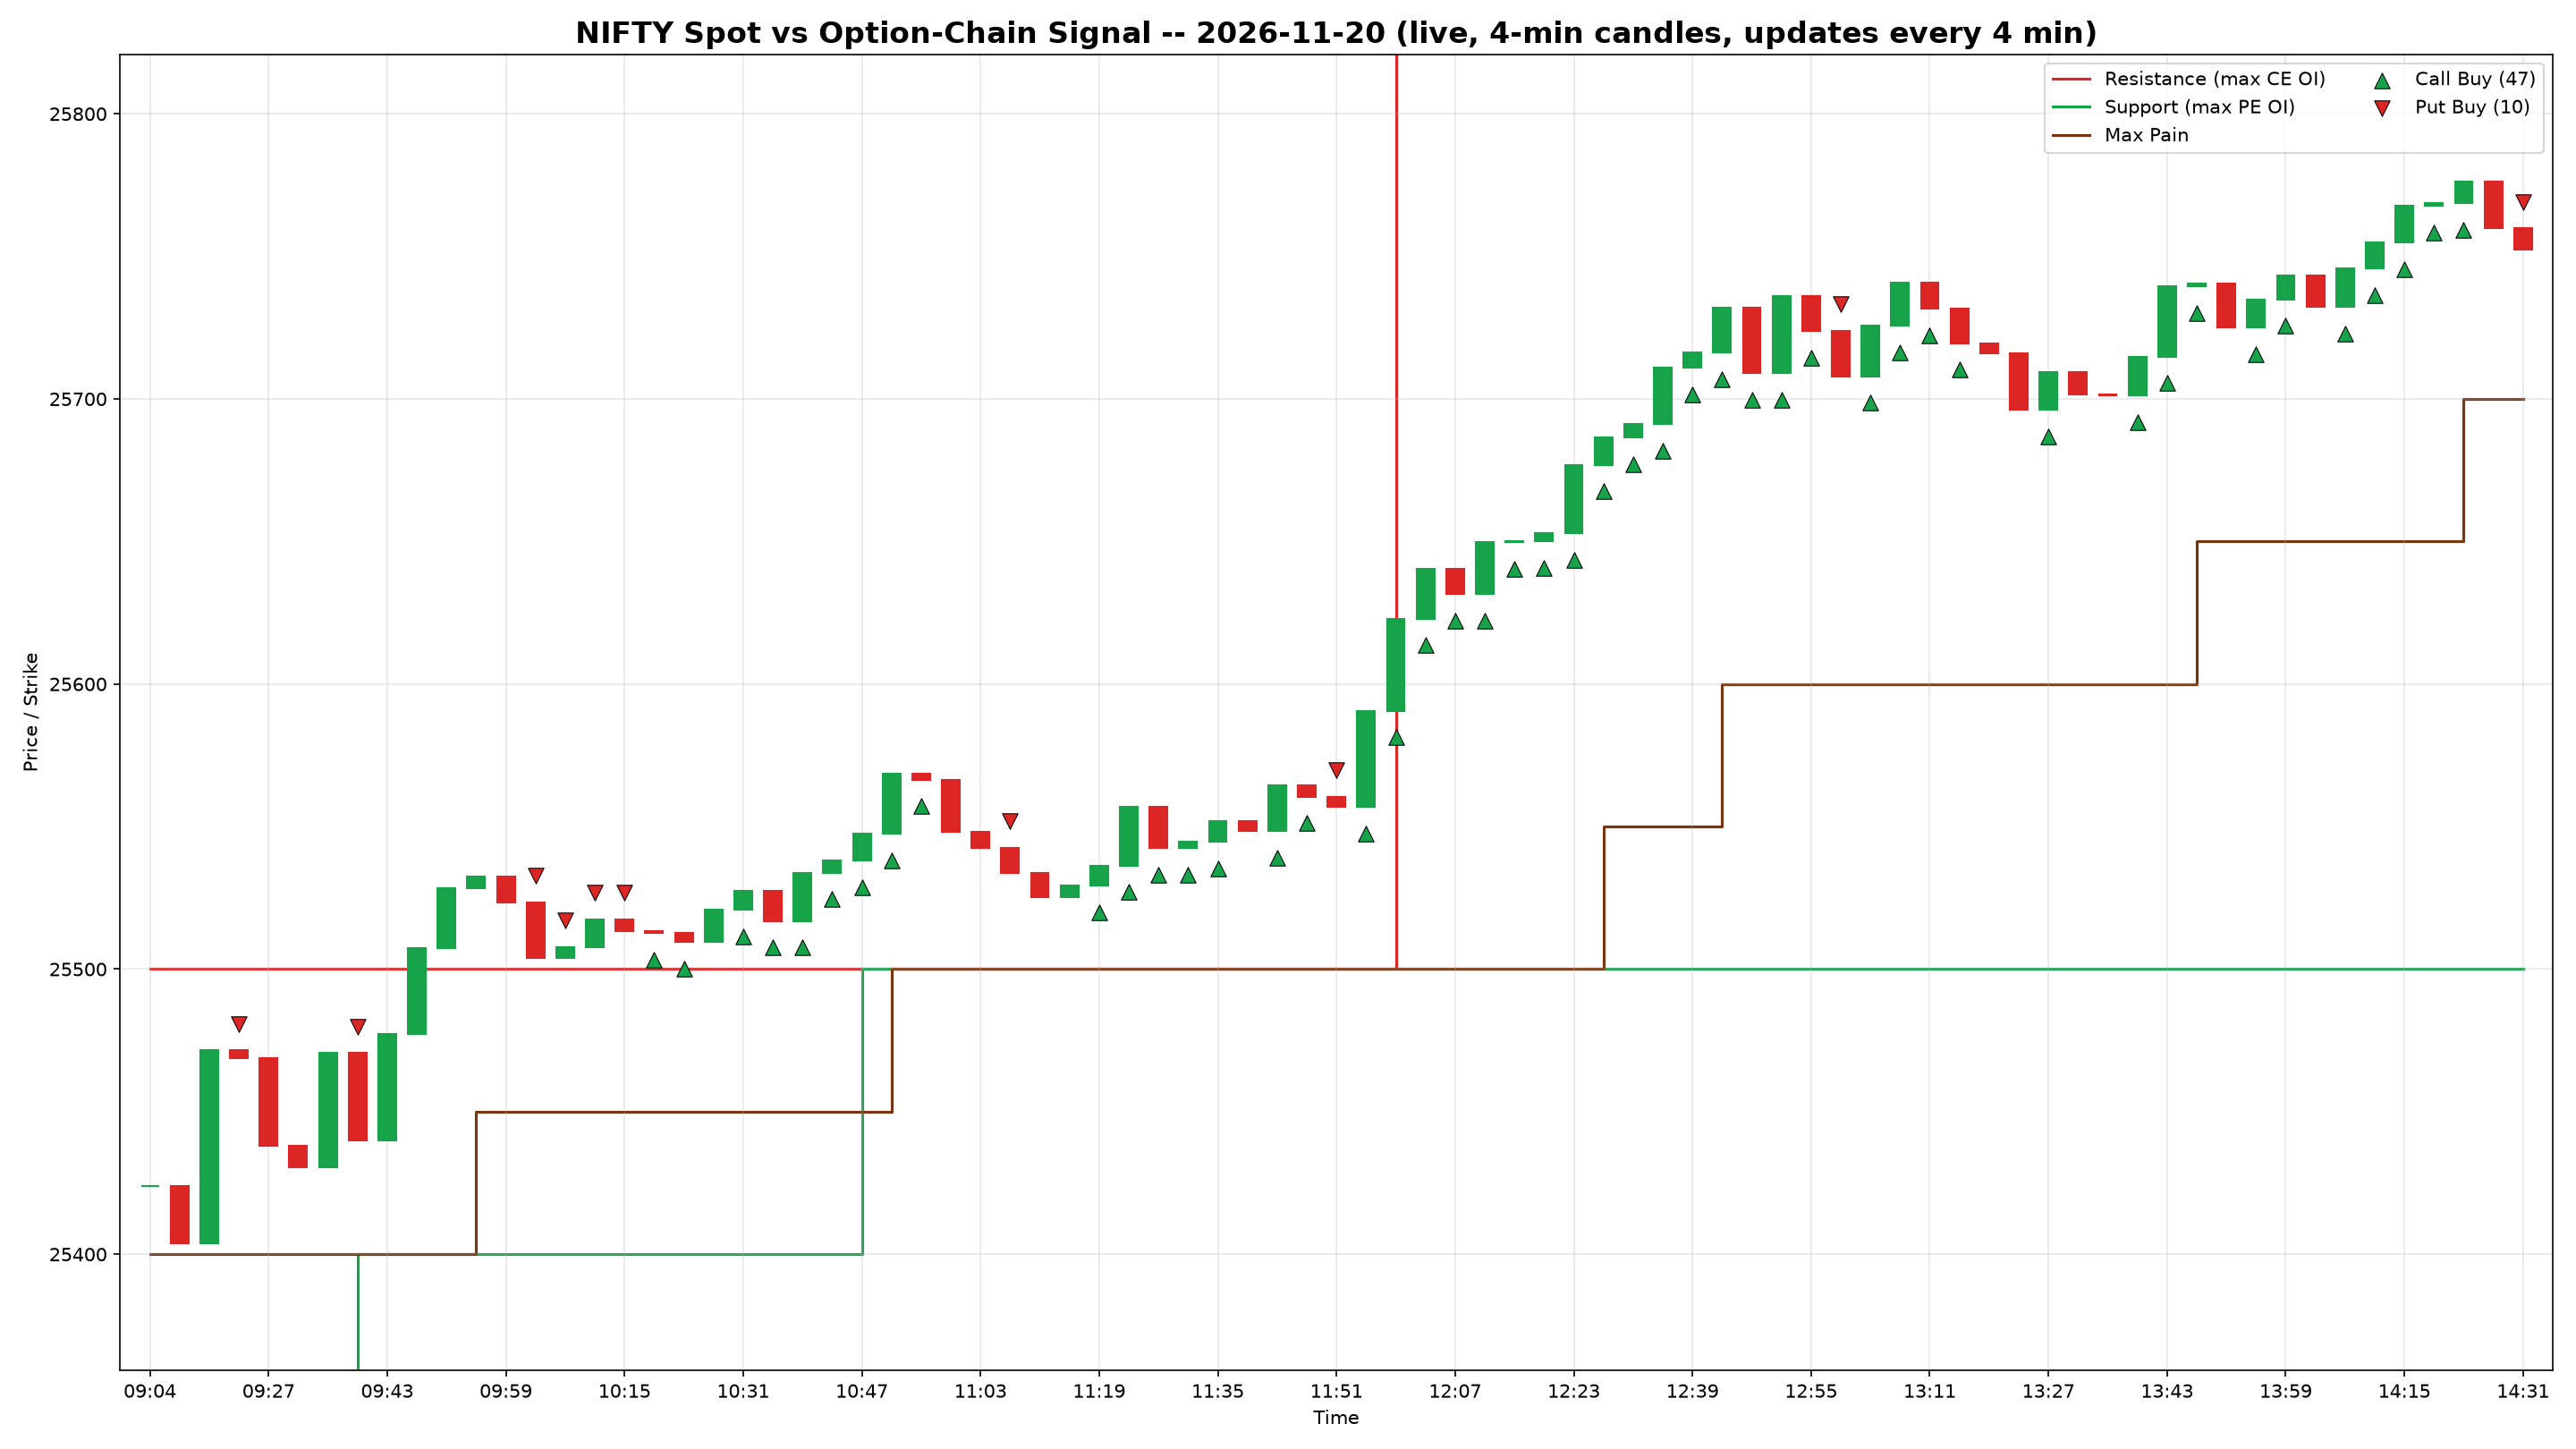 NIFTY Spot vs Option-Chain Signal -- 2026-11-20 (live, 4-min candles, updates every 4 min)
Resistance (max CE OI)
Support (max PE OI)
Max Pain
Call Buy (47)
Put Buy (10)
Price / Strike
25800
25700
25600
25500
25400
09:04 09:27 09:43 09:59 10:15 10:31 10:47 11:03 11:19 11:35 11:51 12:07 12:23 12:39 12:55 13:11 13:27 13:43 13:59 14:15 14:31
Time